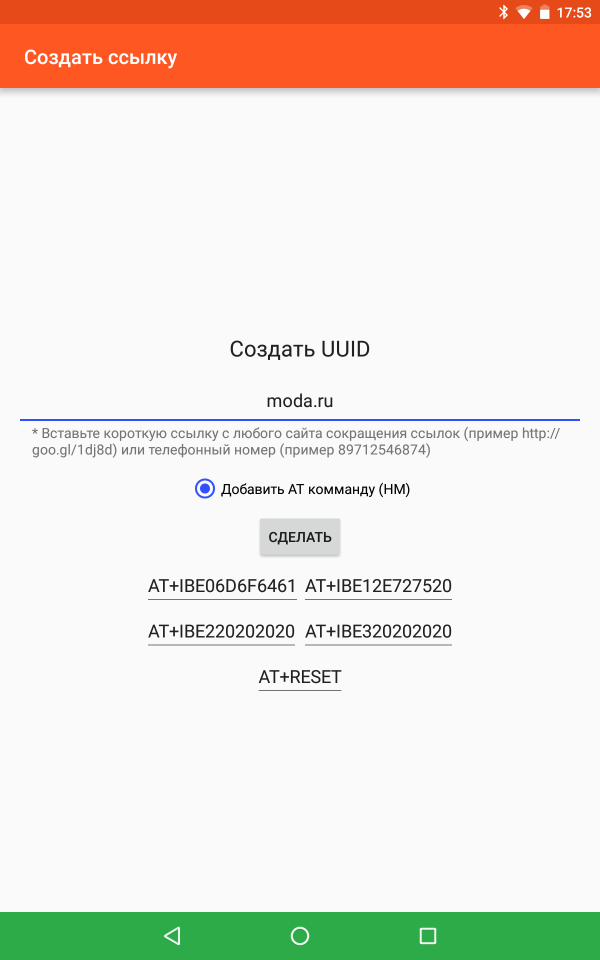 17:53
Создать ссылку
Создать UUID
moda.ru
* Вставьте короткую ссылку с любого сайта сокращения ссылок (пример http://
goo.gl/1dj8d) или телефонный номер (пример 89712546874)
Добавить AT комманду (HM)
СДЕЛАТЬ
AT+IBE06D6F6461 AT+IBE12E727520
AT+IBE220202020 AT+IBE320202020
AT+RESET